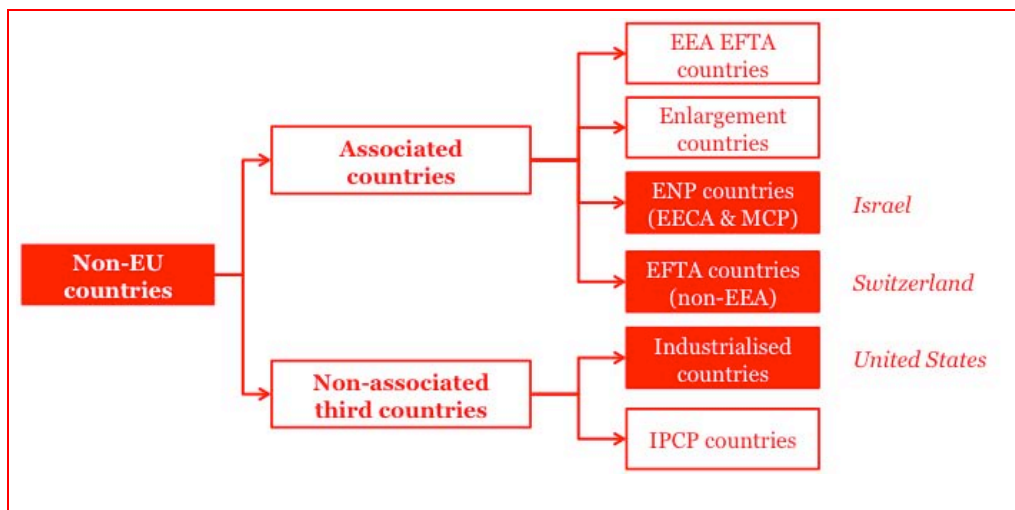 Non-EU
countries
Associated
countries
Non-associated
third countries
EEA EFTA
countries
Enlargement
countries
ENP countries
(EECA & MCP)
Israel
EFTA countries
(non-EEA)
Switzerland
Industrialised
countries
United States
IPCP countries